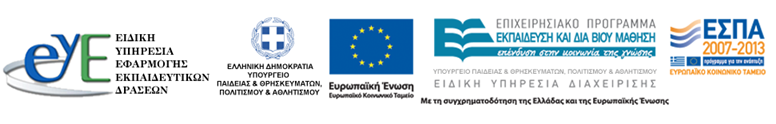 eyE
ΕΙΔΙΚΗ
ΥΠΗΡΕΣΙΑ
ΕΦΑΡΜΟΓΗΣ
ΕΚΠΑΙΔΕΥΤΙΚΩΝ
ΔΡΑΣΕΩΝ
ΕΛΛΗΝΙΚΗ ΔΗΜΟΚΡΑΤΙΑ
ΥΠΟΥΡΓΕΙΟ
ΠΑΙΔΕΙΑΣ & ΘΡΗΣΚΕΥΜΑΤΩΝ,
ΠΟΛΙΤΙΣΜΟΥ & ΑΘΛΗΤΙΣΜΟΥ
Ευρωπαϊκή Ένωση
Ευρωπαϊκό Κοινωνικό Ταμείο
ΕΠΙΧΕΙΡΗΣΙΑΚΟ ΠΡΟΓΡΑΜΜΑ
ΕΚΠΑΙΔΕΥΣΗ ΚΑΙ ΔΙΑ ΒΙΟΥ ΜΑΘΗΣΗ
επένδυση στην κοινωνία της γνώσης
ΥΠΟΥΡΓΕΙΟ ΠΑΙΔΕΙΑΣ & ΘΡΗΣΚΕΥΜΑΤΩΝ, ΠΟΛΙΤΙΣΜΟΥ & ΑΘΛΗΤΙΣΜΟΥ
ΕΙΔΙΚΗ ΥΠΗΡΕΣΙΑ ΔΙΑΧΕΙΡΙΣΗΣ
Με τη συγχρηματοδότηση της Ελλάδας και της Ευρωπαϊκής Ένωσης
ΕΣΠΑ
2007-2013
πρόγραμμα για την ανάπτυξη
ΕΥΡΩΠΑΪΚΟ ΚΟΙΝΩΝΙΚΟ ΤΑΜΕΙΟ